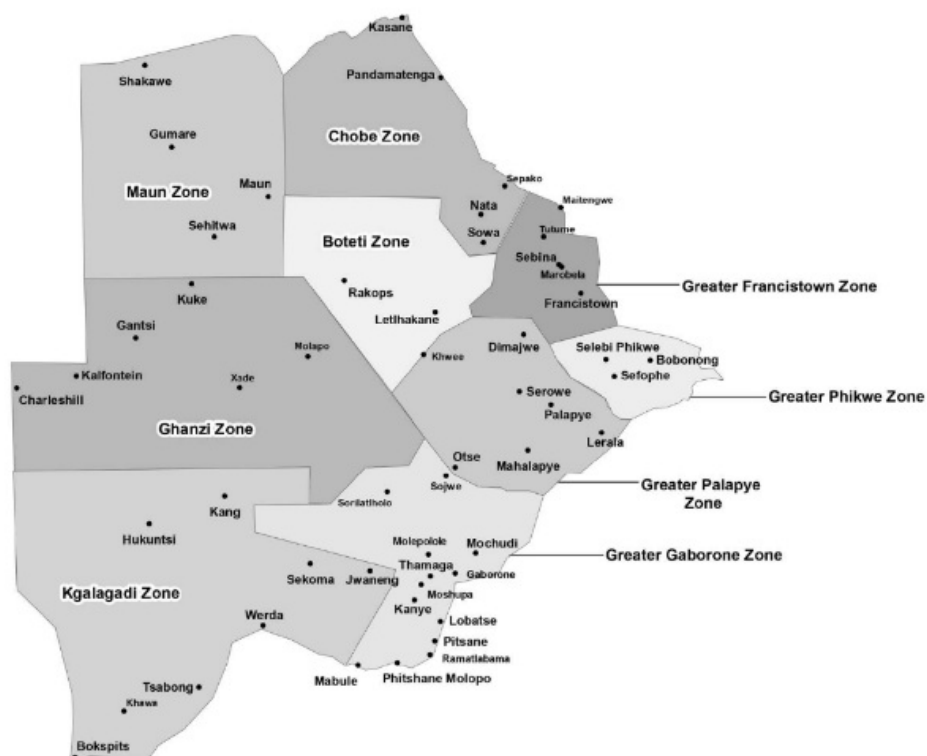 Kasane
Shakawe
Pandamatenga
Chobe Zone
Gumare
Maun Zone
Maun
Sepako
Maitengwe
Nata
Sehitwa
Tutume
Sowa
Boteti Zone
Sebina
Marobela
Rakops
Greater Francistown Zone
Kuke
Francistown
Letlhakane
Gantsi
Molapo
Khwee
Dimajwe
Selebi Phikwe
Bobonong
Kalfontein
Xade
Sefophe
Charleshill
Serowe
Greater Phikwe Zone
Palapye
Ghanzi Zone
Lerala
Otse
Mahalapye
Sojwe
Greater Palapye
Zone
Sorilatlholo
Kang
Hukuntsi
Molepolole
Mochudi
Greater Gaborone Zone
Thamaga
Gaborone
Sekoma
Jwaneng
Moshupa
Kgalagadi Zone
Kanye
Werda
Lobatse
Pitsane
Ramatlabama
Mabule
Phitshane Molopo
Tsabong
Khawa
Bokspits